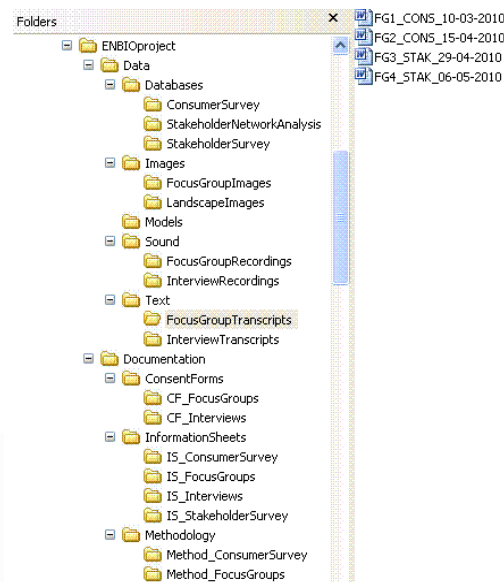 Folders
x
ENBIOproject
Data
Databases
ConsumerSurvey
StakeholderNetworkAnalysis
StakeholderSurvey
Images
FocusGroupImages
LandscapeImages
Models
Sound
FocusGroupRecordings
InterviewRecordings
Text
FocusGroupTranscripts
InterviewTranscripts
Documentation
ConsentForms
CF_FocusGroups
CF_Interviews
InformationSheets
IS_ConsumerSurvey
IS_FocusGroups
IS_Interviews
IS_StakeholderSurvey
Methodology
Method_ConsumerSurvey
Method_FocusGroups
FG1_CONS_10-03-2010
FG2_CONS_15-04-2010
FG3_STAK_29-04-2010
FG4_STAK_06-05-2010